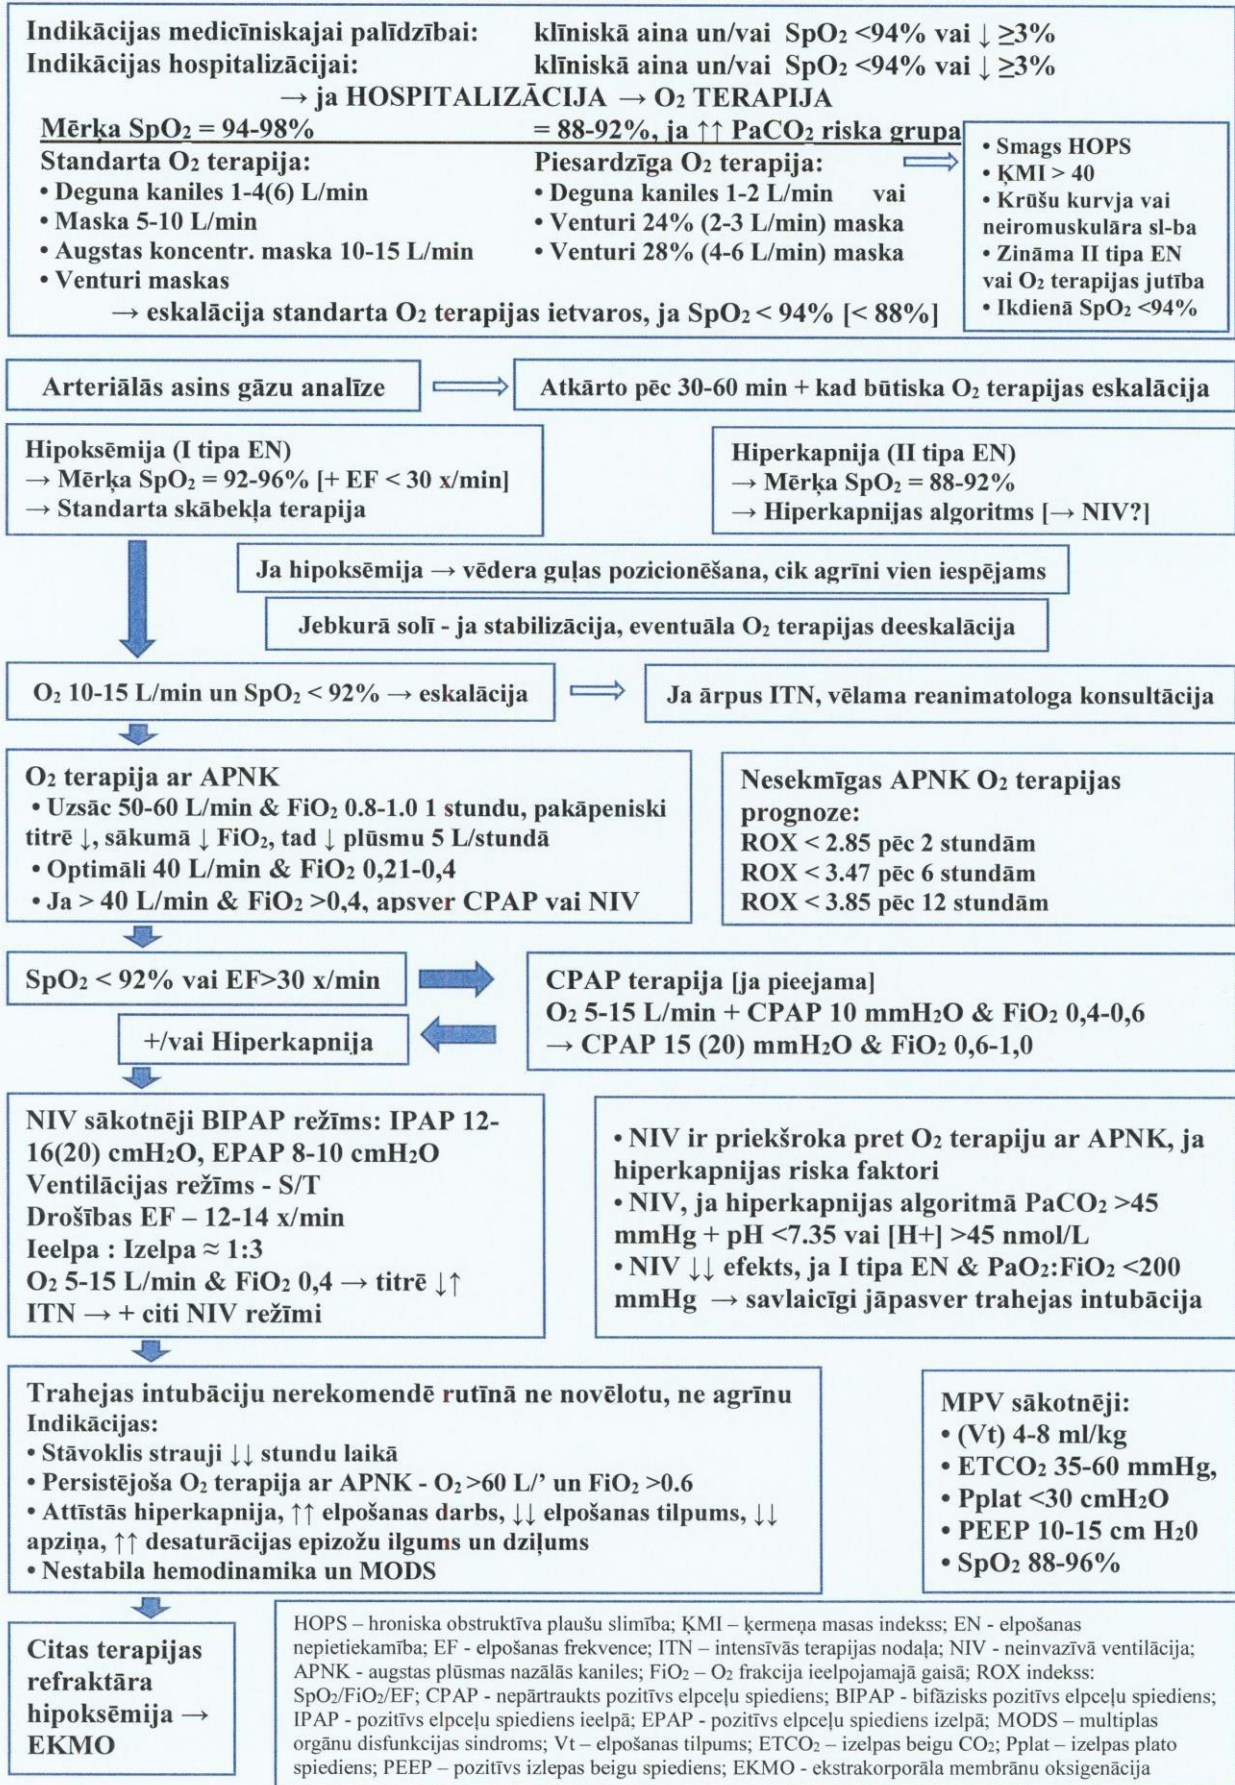 Indikācijas medicīniskajai palīdzībai: klīniskā aina un/vai SpO₂ <94% vai ↓ ≥3%
Indikācijas hospitalizācijai: klīniskā aina un/vai SpO₂ <94% vai ↓ ≥3%
→ ja HOSPITALIZĀCIJA → O₂ TERAPIJA
Mērķa SpO₂ = 94-98% = 88-92%, ja ↑↑ PaCO₂ riska grupa
Standarta O₂ terapija:
• Deguna kaniles 1-4(6) L/min
• Maska 5-10 L/min
• Augstas koncentr. maska 10-15 L/min
• Venturi maskas
Piesardzīga O₂ terapija:
• Deguna kaniles 1-2 L/min vai
• Venturi 24% (2-3 L/min) maska
• Venturi 28% (4-6 L/min) maska
→ eskalācija standarta O₂ terapijas ietvaros, ja SpO₂ < 94% [< 88%]
• Smags HOPS
• ĶMI > 40
• Krūšu kurvja vai
neiromuskulāra sl-ba
• Zināma II tipa EN
vai O₂ terapijas jutība
• Ikdienā SpO₂ <94%
Arteriālās asins gāzu analīze
Atkārto pēc 30-60 min + kad būtiska O₂ terapijas eskalācija
Hipoksēmija (I tipa EN)
→ Mērķa SpO₂ = 92-96% [+ EF < 30 x/min]
→ Standarta skābekļa terapija
Hiperkapnija (II tipa EN)
→ Mērķa SpO₂ = 88-92%
→ Hiperkapnijas algoritms [→ NIV?]
Ja hipoksēmija → vēdera guļas pozicionēšana, cik agrīni vien iespējams
Jebkurā solī - ja stabilizācija, eventuāla O₂ terapijas deeskalācija
O₂ 10-15 L/min un SpO₂ < 92% → eskalācija
Ja ārpus ITN, vēlama reanimatologa konsultācija
O₂ terapija ar APNK
• Uzsāc 50-60 L/min & FiO₂ 0.8-1.0 1 stundu, pakāpeniski
titrē ↓, sākumā ↓ FiO₂, tad ↓ plūsmu 5 L/stundā
• Optimāli 40 L/min & FiO₂ 0,21-0,4
• Ja > 40 L/min & FiO₂ >0,4, apsver CPAP vai NIV
Nesekmīgas APNK O₂ terapijas
prognoze:
ROX < 2.85 pēc 2 stundām
ROX < 3.47 pēc 6 stundām
ROX < 3.85 pēc 12 stundām
SpO₂ < 92% vai EF>30 x/min
+/vai Hiperkapnija
CPAP terapija [ja pieejama]
O₂ 5-15 L/min + CPAP 10 mmH₂O & FiO₂ 0,4-0,6
→ CPAP 15 (20) mmH₂O & FiO₂ 0,6-1,0
NIV sākotnēji BIPAP režīms: IPAP 12-
16(20) cmH₂O, EPAP 8-10 cmH₂O
Ventilācijas režīms - S/T
Drošības EF – 12-14 x/min
Ieelpa : Izelpa ≈ 1:3
O₂ 5-15 L/min & FiO₂ 0,4 → titrē ↓↑
ITN → + citi NIV režīmi
• NIV ir priekšroka pret O₂ terapiju ar APNK, ja
hiperkapnijas riska faktori
• NIV, ja hiperkapnijas algoritmā PaCO₂ >45
mmHg + pH <7.35 vai [H+] >45 nmol/L
• NIV ↓↓ efekts, ja I tipa EN & PaO₂:FiO₂ <200
mmHg → savlaicīgi jāpasver trahejas intubācija
Trahejas intubāciju nerekomendē rutīnā ne novēlotu, ne agrīnu
Indikācijas:
• Stāvoklis strauji ↓↓ stundu laikā
• Persistējoša O₂ terapija ar APNK - O₂ >60 L/’ un FiO₂ >0.6
• Attīstās hiperkapnija, ↑↑ elpošanas darbs, ↓↓ elpošanas tilpums, ↓↓
apziņa, ↑↑ desaturācijas epizožu ilgums un dziļums
• Nestabila hemodinamika un MODS
MPV sākotnēji:
• (Vt) 4-8 ml/kg
• ETCO₂ 35-60 mmHg,
• Pplat <30 cmH₂O
• PEEP 10-15 cm H₂0
• SpO₂ 88-96%
Citas terapijas
refraktāra
hipoksēmija →
EKMO
HOPS – hroniska obstruktīva plaušu slimība; ĶMI – ķermeņa masas indekss; EN - elpošanas
nepietiekamība; EF - elpošanas frekvence; ITN – intensīvās terapijas nodaļa; NIV - neinvazīvā ventilācija;
APNK - augstas plūsmas nazālās kaniles; FiO₂ – O₂ frakcija ieelpojamajā gaisā; ROX indekss:
SpO₂/FiO₂/EF; CPAP - nepārtraukts pozitīvs elpceļu spiediens; BIPAP - bifāzisks pozitīvs elpceļu spiediens;
IPAP - pozitīvs elpceļu spiediens ieelpā; EPAP - pozitīvs elpceļu spiediens izelpā; MODS – multiplas
orgānu disfunkcijas sindroms; Vt – elpošanas tilpums; ETCO₂ – izelpas beigu CO₂; Pplat – izelpas plato
spiediens; PEEP – pozitīvs izlepas beigu spiediens; EKMO - ekstrakorporāla membrānu oksigenācija